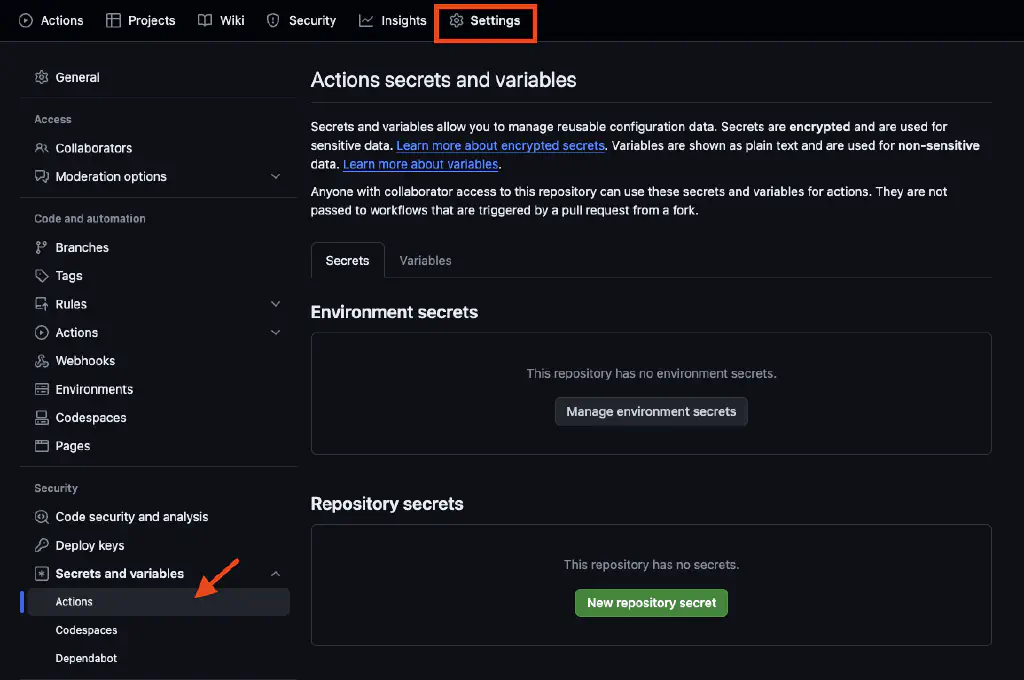 Actions Projects Wiki Security Insights Settings
General
Access
Collaborators
Moderation options
Code and automation
Branches
Tags
Rules
Actions
Webhooks
Environments
Codespaces
Pages
Security
Code security and analysis
Deploy keys
Secrets and variables
Actions
Codespaces
Dependabot
Actions secrets and variables
Secrets and variables allow you to manage reusable configuration data. Secrets are encrypted and are used for
sensitive data. Learn more about encrypted secrets. Variables are shown as plain text and are used for non-sensitive
data. Learn more about variables.
Anyone with collaborator access to this repository can use these secrets and variables for actions. They are not
passed to workflows that are triggered by a pull request from a fork.
Secrets Variables
Environment secrets
This repository has no environment secrets.
Manage environment secrets
Repository secrets
This repository has no secrets.
New repository secret